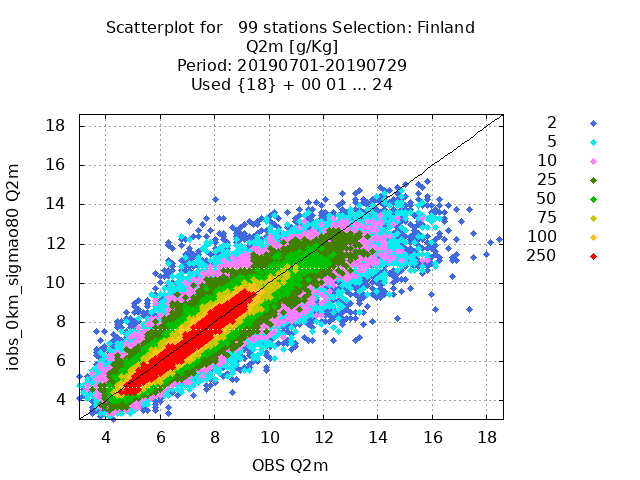 Scatterplot for   99 stations Selection: Finland
Q2m [g/Kg]
Period: 20190701-20190729
Used {18} + 00 01 ... 24
2
5
10
25
50
75
100
250
iobs_0km_sigmao80 Q2m
18
16
14
12
10
8
6
4
4 6 8 10 12 14 16 18
OBS Q2m